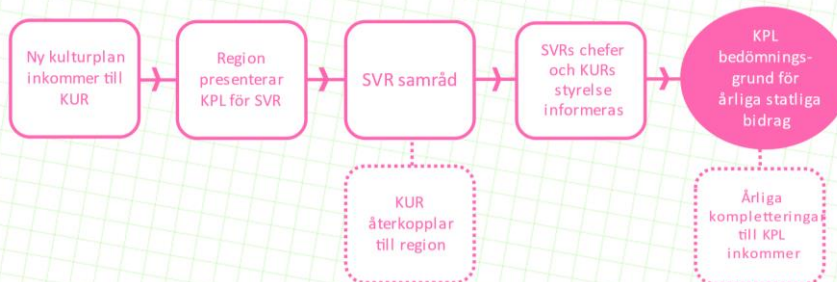 Ny kulturplan
inkommer till
KUR
Region
presenterar
KPL för SVR
SVR samråd
SVRs chefer
och KURs
styrelse
informeras
KPL
bedömnings-
grund för
årliga statliga
bidrag
KUR
återkopplar
till region
Årliga
kompletteringar
till KPL
inkommer